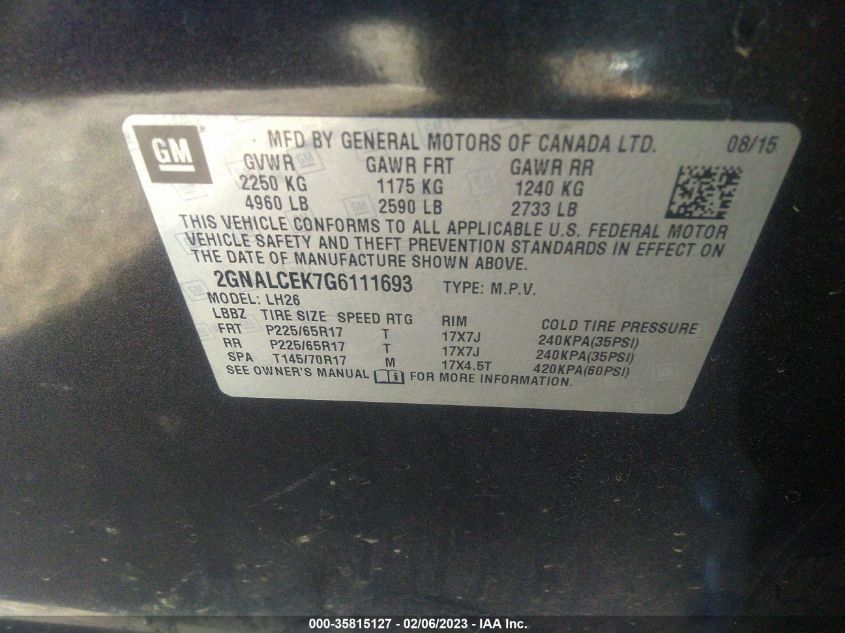 GM MFD BY GENERAL MOTORS OF CANADA LTD. 08/15
GVWR GAWR FRT GAWR RR
2250 KG 1175 KG 1240 KG
4960 LB 2590 LB 2733 LB
THIS VEHICLE CONFORMS TO ALL APPLICABLE U.S. FEDERAL MOTOR
VEHICLE SAFETY AND THEFT PREVENTION STANDARDS IN EFFECT ON
THE DATE OF MANUFACTURE SHOWN ABOVE.
2GNALCEK7G6111693 TYPE: M.P.V.
MODEL: LH26
LBBZ TIRE SIZE SPEED RTG RIM COLD TIRE PRESSURE
FRT P225/65R17 T 17X7J 240KPA(35PSI)
RR P225/65R17 T 17X7J 240KPA(35PSI)
SPA T145/70R17 M 17X4.5T 420KPA(60PSI)
SEE OWNER'S MANUAL FOR MORE INFORMATION.
000-35815127 - 02/06/2023 - IAA Inc.